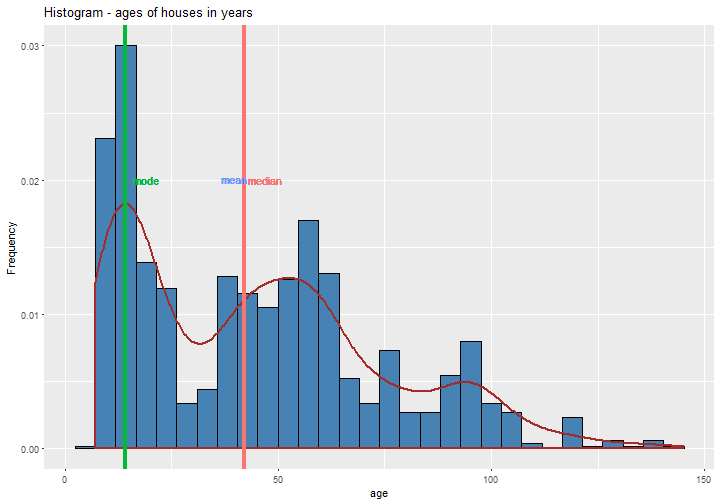 Histogram - ages of houses in years
0.03
0.02
0.01
0.00
Frequency
mode
mean
median
0
50
100
150
age